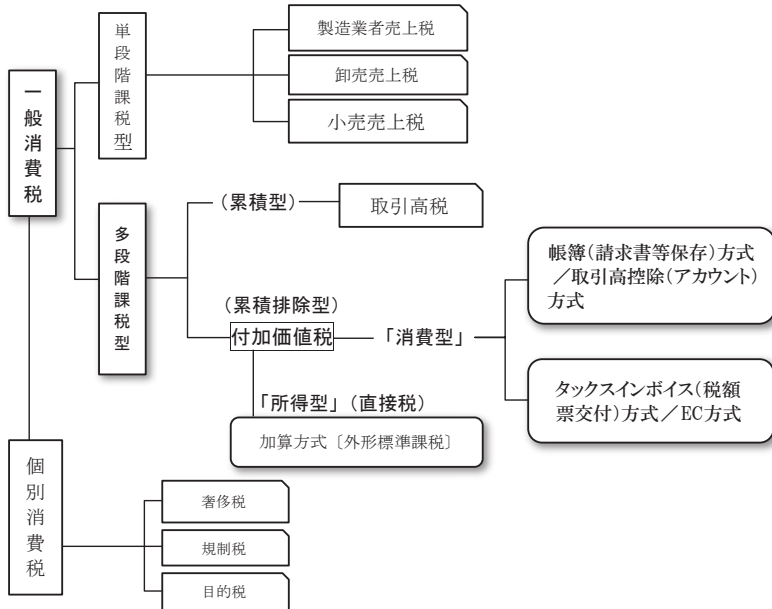 一般消費税
単段階課税型
製造業者売上税
卸売売上税
小売売上税
多段階課税型
(累積型)
取引高税
(累積排除型)
付加価値税
「消費型」
帳簿(請求書等保存)方式
／取引高控除(アカウント)
方式
タックスインボイス(税額
票交付)方式／EC方式
「所得型」(直接税)
加算方式〔外形標準課税〕
個別消費税
奢侈税
規制税
目的税